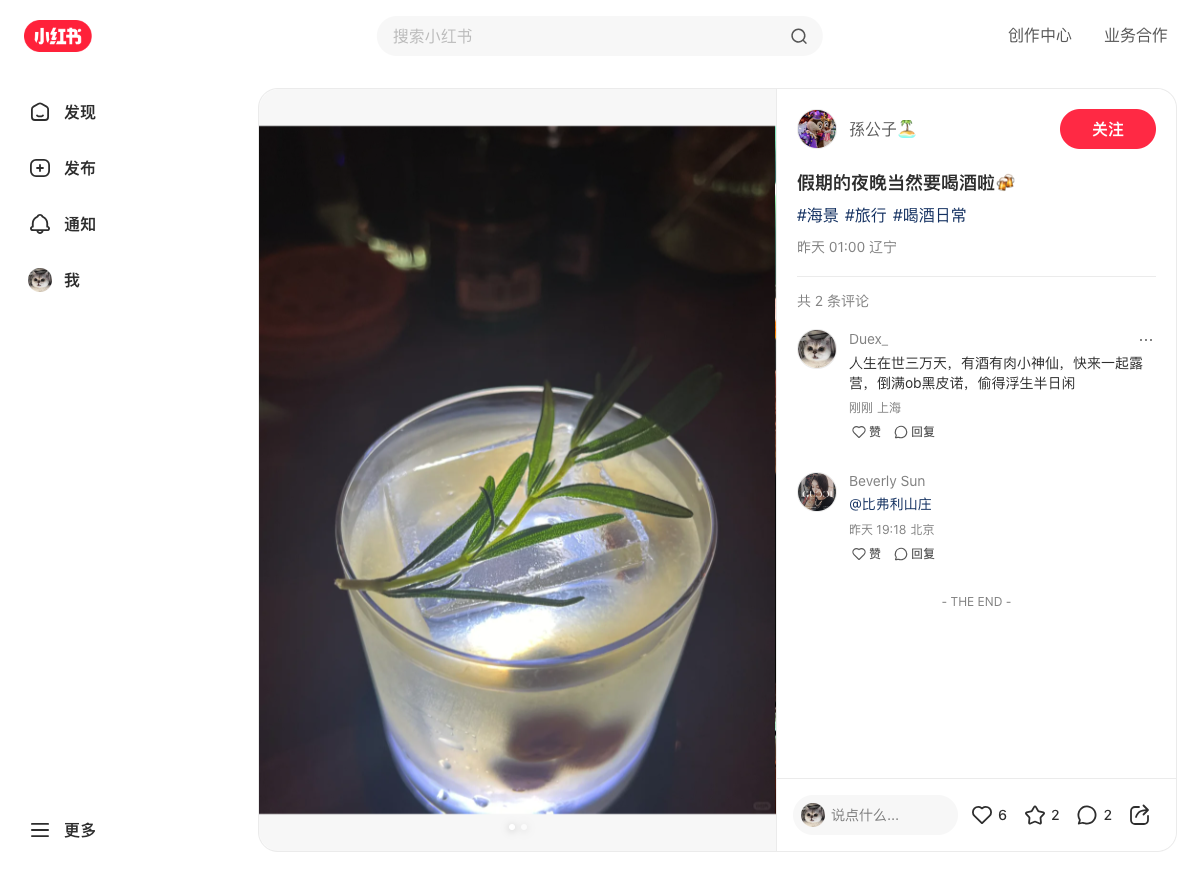 小红书
搜索小红书
创作中心
业务合作
发现
发布
通知
我
更多
孫公子🏝️
关注
假期的夜晚当然要喝酒啦🍻
#海景 #旅行 #喝酒日常
昨天 01:00 辽宁
共 2 条评论
Duex_
人生在世三万天，有酒有肉小神仙，快来一起露
营，倒满ob黑皮诺，偷得浮生半日闲
刚刚 上海
赞 回复
Beverly Sun
@比弗利山庄
昨天 19:18 北京
赞 回复
- THE END -
说点什么...
6
2
2